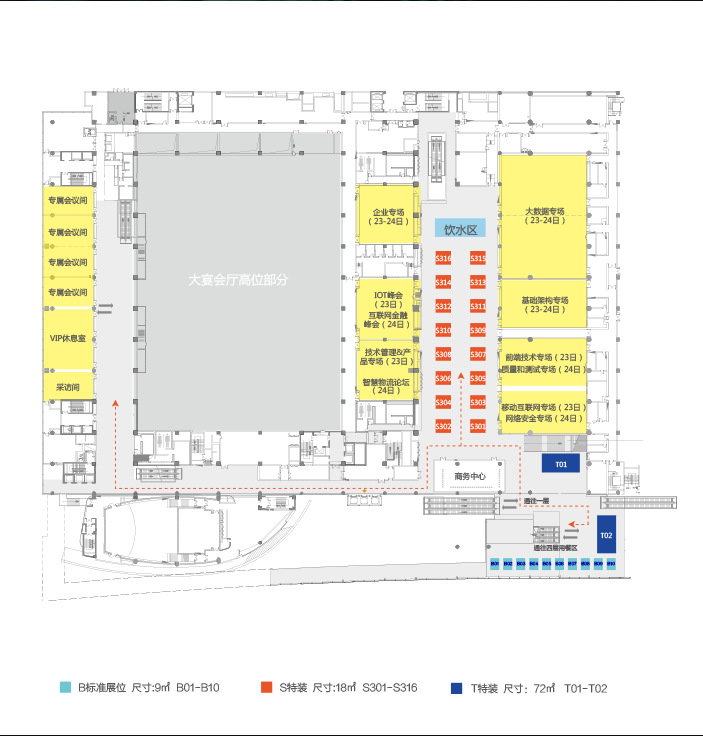 专属会议间
专属会议间
专属会议间
专属会议间
VIP休息室
采访间
大宴会厅高位部分
企业专场
（23-24日）
IOT峰会
（23日）
互联网金融
峰会（24日）
技术管理&产
品专场（23日）
智慧物流论坛
（24日）
饮水区
S316
S315
S314
S313
S312
S311
S310
S309
S308
S307
S306
S305
S304
S303
S302
S301
大数据专场
（23-24日）
基础架构专场
（23-24日）
前端技术专场（23日）
质量和测试专场（24日）
移动互联网专场（23日）
网络安全专场（24日）
T01
商务中心
通往一层
T02
通往四层用餐区
B01
B02
B03
B04
B05
B06
B07
B08
B09
B10
B标准展位 尺寸:9㎡ B01-B10
S特装 尺寸:18㎡ S301-S316
T特装 尺寸：72㎡ T01-T02